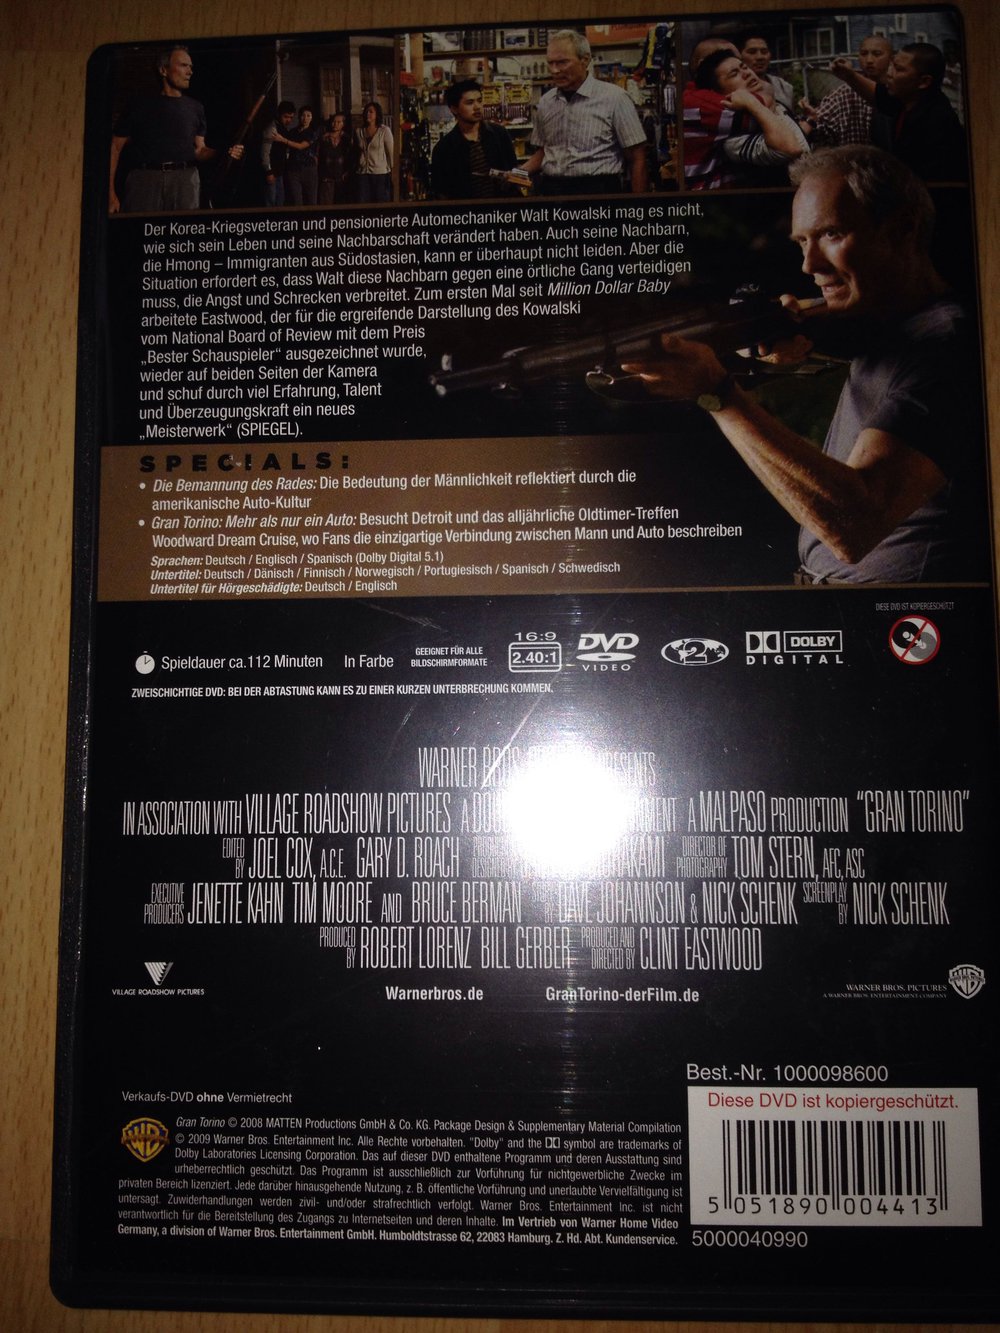 Der Korea-Kriegsveteran und pensionierte Automechaniker Walt Kowalski mag es nicht,
wie sich sein Leben und seine Nachbarschaft verändert haben. Auch seine Nachbarn,
die Hmong – Immigranten aus Südostasien, kann er überhaupt nicht leiden. Aber die
Situation erfordert es, dass Walt diese Nachbarn gegen eine örtliche Gang verteidigen
muss, die Angst und Schrecken verbreitet. Zum ersten Mal seit Million Dollar Baby
arbeitete Eastwood, der für die ergreifende Darstellung des Kowalski
vom National Board of Review mit dem Preis
„Bester Schauspieler“ ausgezeichnet wurde,
wieder auf beiden Seiten der Kamera
und schuf durch viel Erfahrung, Talent
und Überzeugungskraft ein neues
„Meisterwerk“ (SPIEGEL).
SPECIALS:
• Die Bemannung des Rades: Die Bedeutung der Männlichkeit reflektiert durch die
amerikanische Auto-Kultur
• Gran Torino: Mehr als nur ein Auto: Besucht Detroit und das alljährliche Oldtimer-Treffen
Woodward Dream Cruise, wo Fans die einzigartige Verbindung zwischen Mann und Auto beschreiben
Sprachen: Deutsch / Englisch / Spanisch (Dolby Digital 5.1)
Untertitel: Deutsch / Dänisch / Finnisch / Norwegisch / Portugiesisch / Spanisch / Schwedisch
Untertitel für Hörgeschädigte: Deutsch / Englisch
DIESE DVD IST KOPIERGESCHÜTZT
Spieldauer ca. 112 Minuten In Farbe GEEIGNET FÜR ALLE BILDSCHIRMFORMATE 16:9 2.40:1 DVD VIDEO 2 DOLBY DIGITAL
ZWEISCHICHTIGE DVD: BEI DER ABTASTUNG KANN ES ZU EINER KURZEN UNTERBRECHUNG KOMMEN.
WARNER BROS.
IN ASSOCIATION WITH VILLAGE ROADSHOW PICTURES A A MALPASO PRODUCTION “GRAN TORINO”
EDITED BY JOEL COX, A.C.E. GARY D. ROACH DIRECTOR OF PHOTOGRAPHY TOM STERN, AFC, ASC
EXECUTIVE PRODUCERS JENETTE KAHN TIM MOORE AND BRUCE BERMAN BY DAVE JOHANNSON & NICK SCHENK SCREENPLAY BY NICK SCHENK
PRODUCED BY ROBERT LORENZ BILL GERBER PRODUCED AND DIRECTED BY CLINT EASTWOOD
VILLAGE ROADSHOW PICTURES
Warnerbros.de GranTorino-derFilm.de
WARNER BROS. PICTURES
A WARNER BROS. ENTERTAINMENT COMPANY
Best.-Nr. 1000098600
Verkaufs-DVD ohne Vermietrecht
Diese DVD ist kopiergeschützt.
Gran Torino © 2008 MATTEN Productions GmbH & Co. KG. Package Design & Supplementary Material Compilation
© 2009 Warner Bros. Entertainment Inc. Alle Rechte vorbehalten. "Dolby" and the symbol are trademarks of
Dolby Laboratories Licensing Corporation. Das auf dieser DVD enthaltene Programm und deren Ausstattung sind
urheberrechtlich geschützt. Das Programm ist ausschließlich zur Vorführung für nichtgewerbliche Zwecke im
privaten Bereich lizenziert. Jede darüber hinausgehende Nutzung, z. B. öffentliche Vorführung und unerlaubte Vervielfältigung ist
untersagt. Zuwiderhandlungen werden zivil- und/oder strafrechtlich verfolgt. Warner Bros. Entertainment Inc. ist nicht
verantwortlich für die Bereitstellung des Zugangs zu Internetseiten und deren Inhalte. Im Vertrieb von Warner Home Video
Germany, a division of Warner Bros. Entertainment GmbH. Humboldtstrasse 62, 22083 Hamburg. Z. Hd. Abt. Kundenservice.
5 051890 004413
5000040990